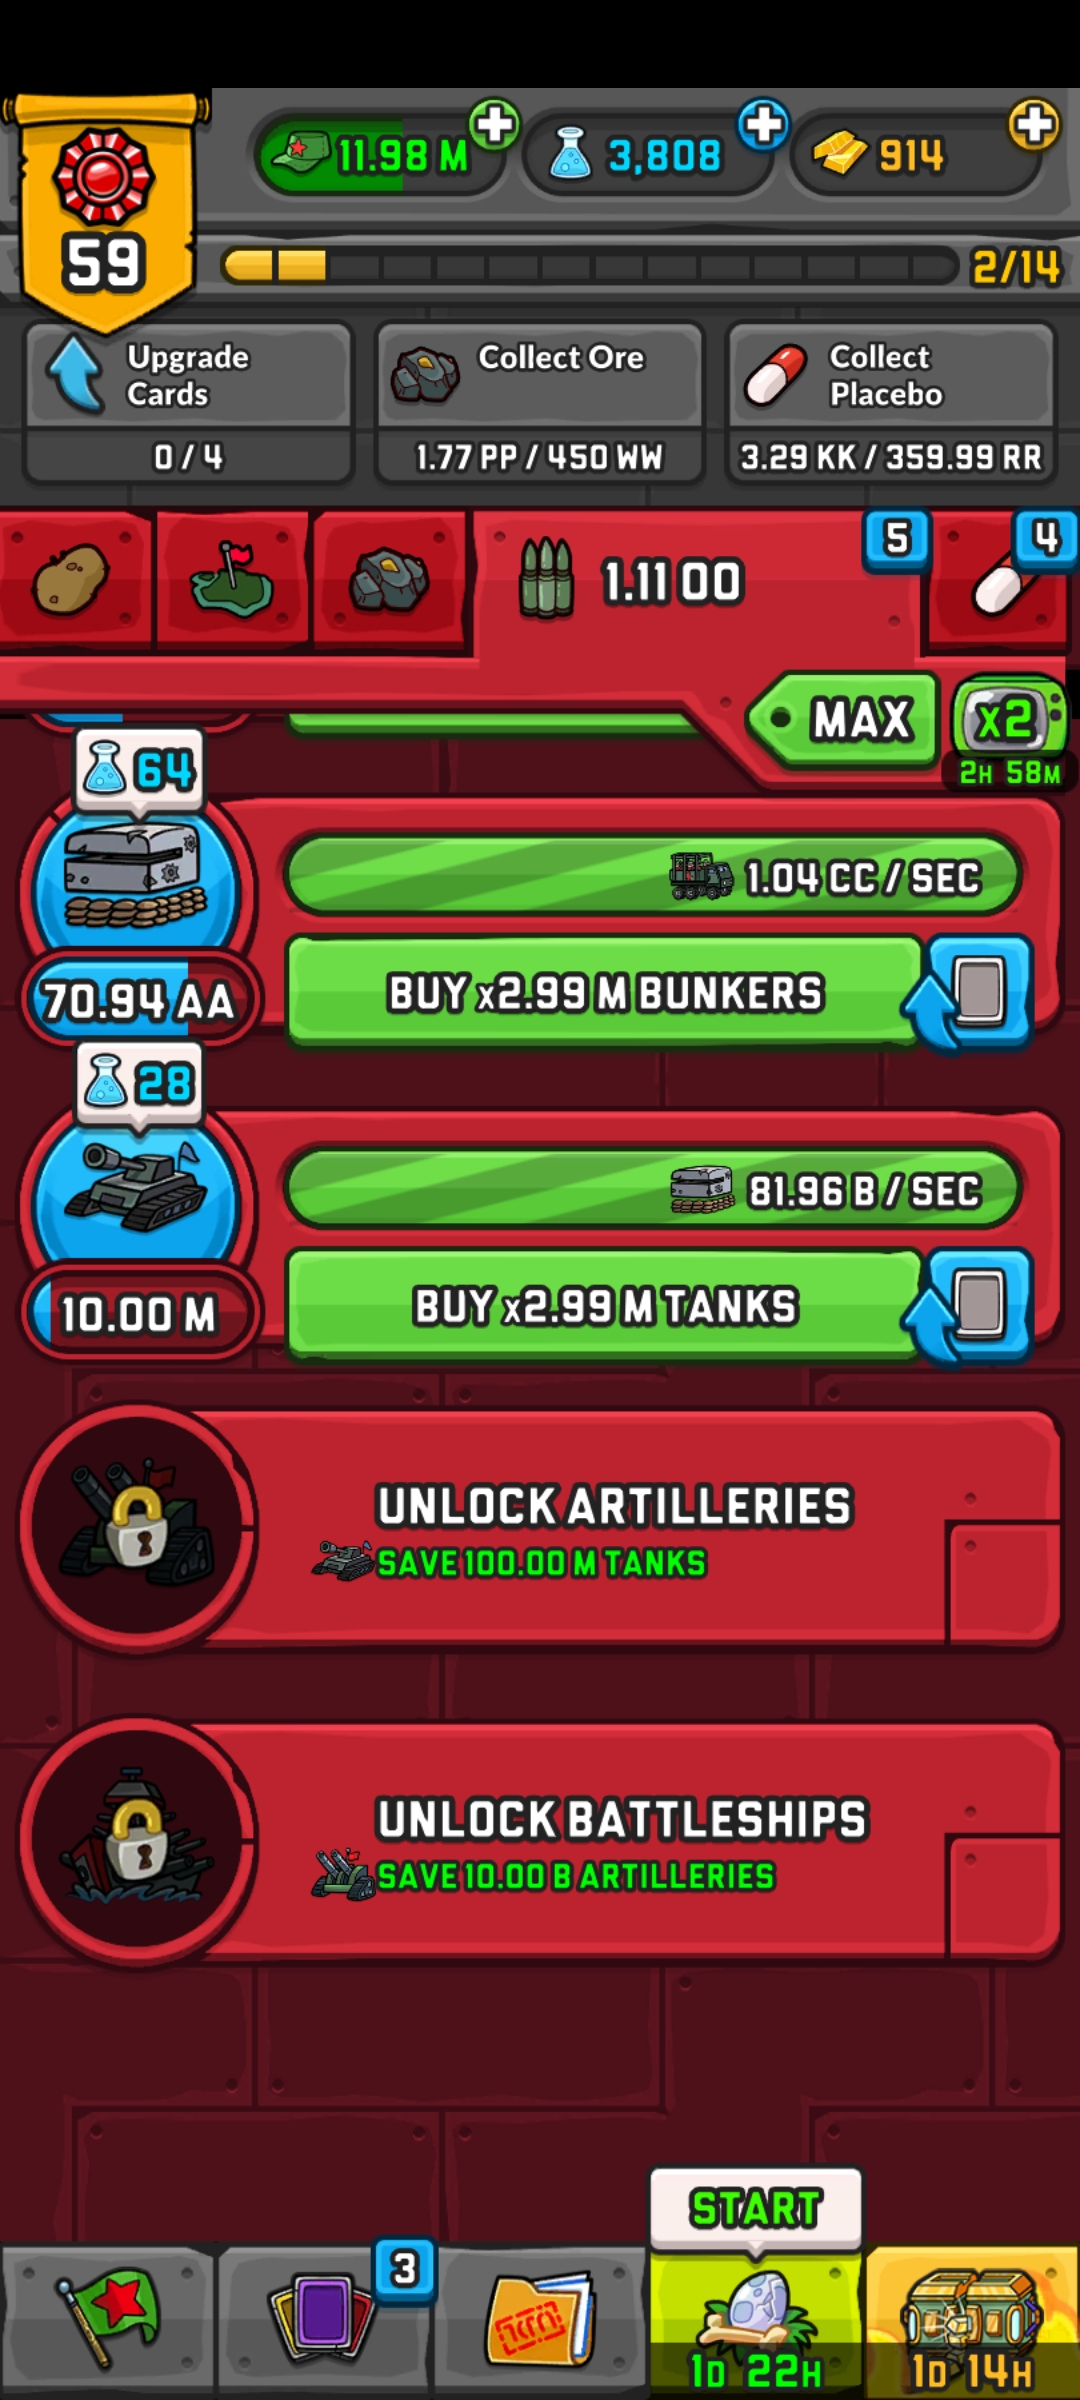 11.98 M
3,808
914
59
2/14
Upgrade
Cards
0 / 4
Collect Ore
1.77 PP / 450 WW
Collect
Placebo
3.29 KK / 359.99 RR
1.11 OO
5
4
MAX
x2
2H 58M
64
1.04 CC / SEC
70.94 AA
BUY x2.99 M BUNKERS
28
81.96 B / SEC
10.00 M
BUY x2.99 M TANKS
UNLOCK ARTILLERIES
SAVE 100.00 M TANKS
UNLOCK BATTLESHIPS
SAVE 10.00 B ARTILLERIES
START
3
1D 22H
1D 14H